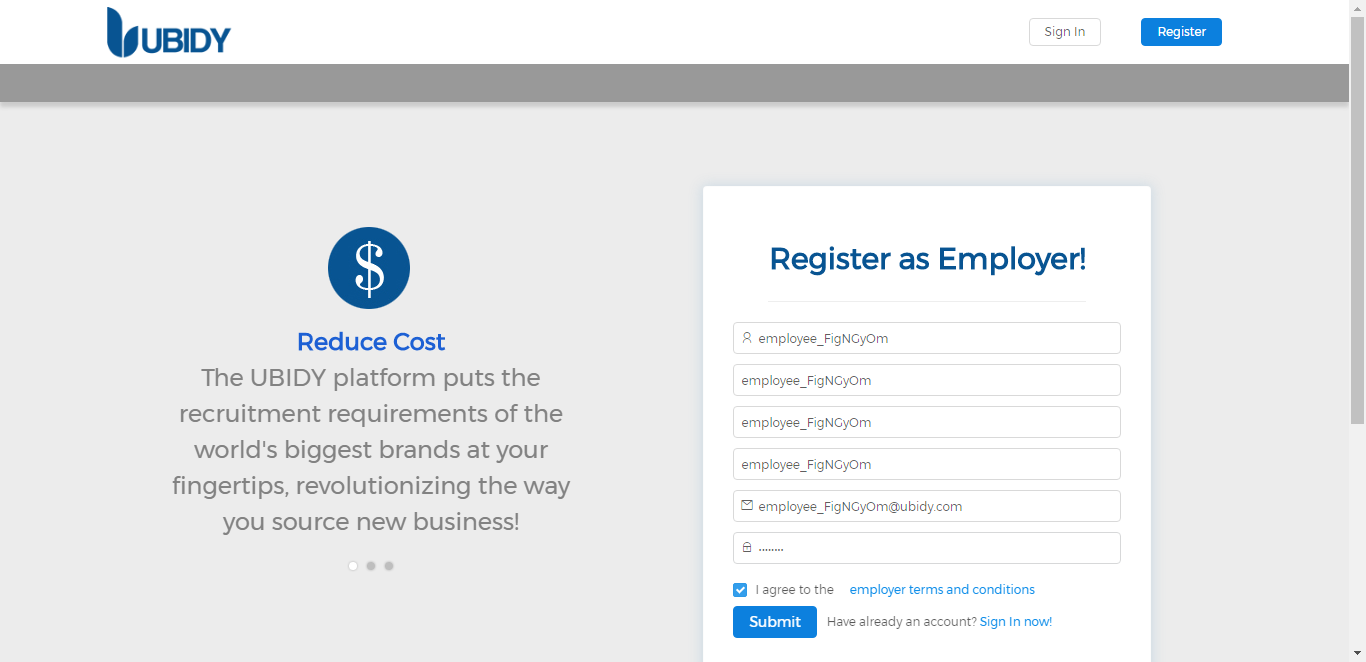 UBIDY
Sign In
Register
$
Reduce Cost
The UBIDY platform puts the
recruitment requirements of the
world's biggest brands at your
fingertips, revolutionizing the way
you source new business!
Register as Employer!
employee_FigNGyOm
employee_FigNGyOm
employee_FigNGyOm
employee_FigNGyOm
employee_FigNGyOm@ubidy.com
········
I agree to the employer terms and conditions
Submit
Have already an account? Sign In now!